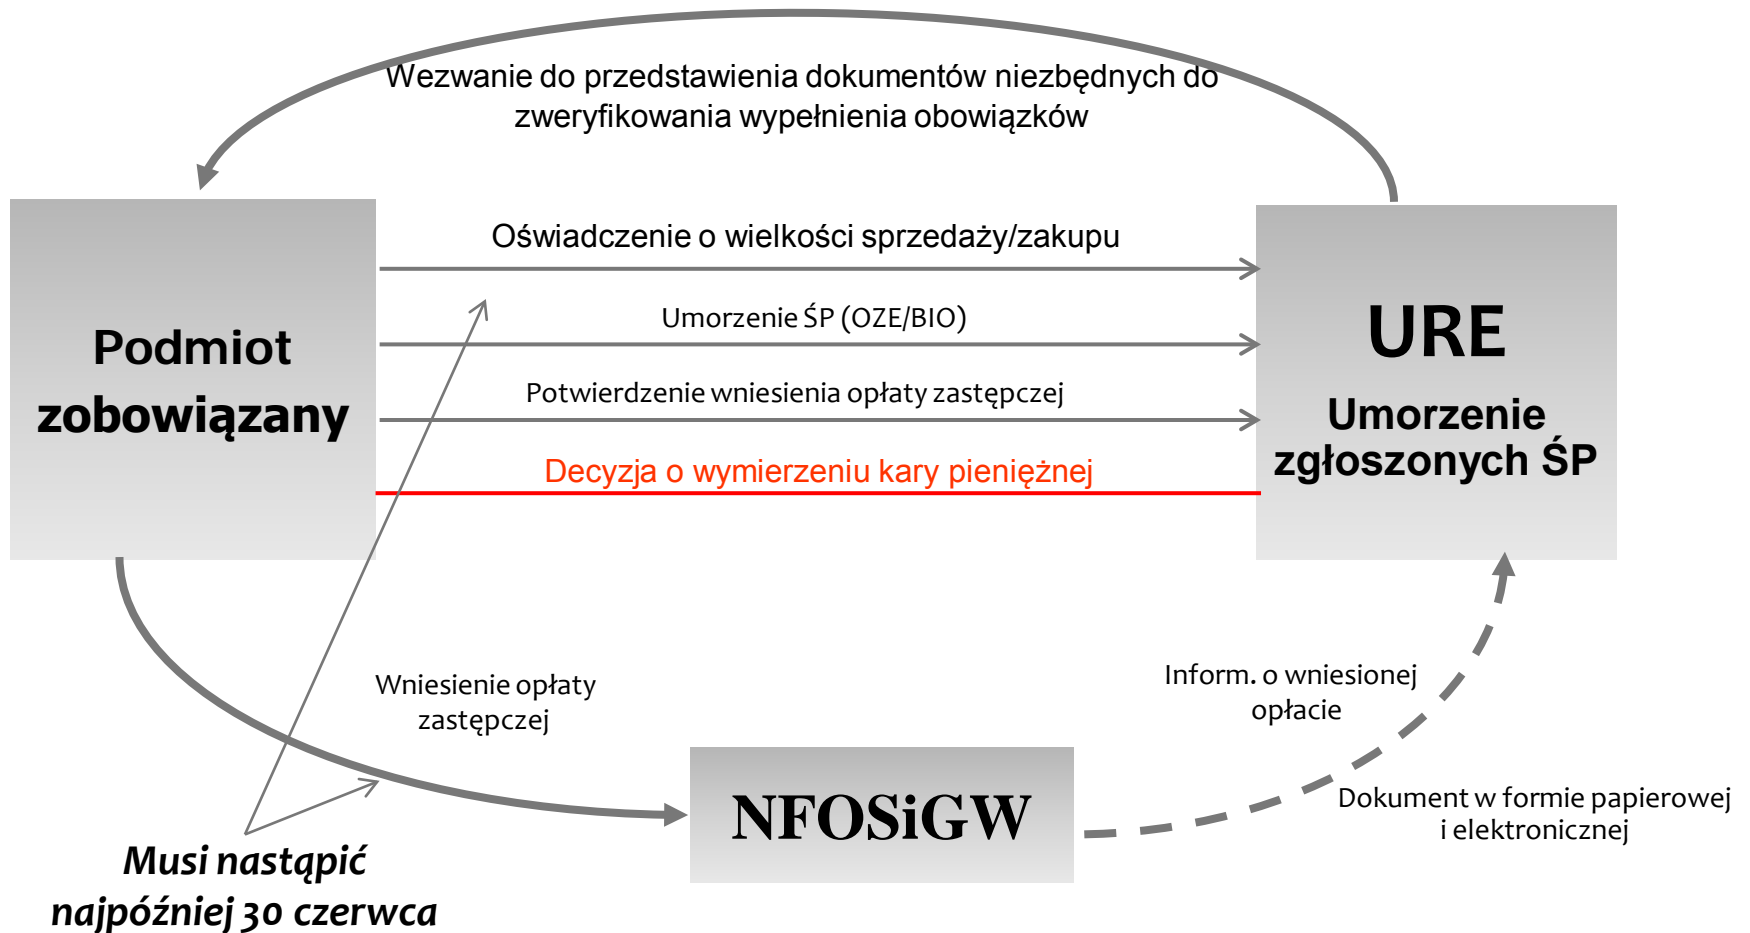 Wezwanie do przedstawienia dokumentów niezbędnych do
zweryfikowania wypełnienia obowiązków
Oświadczenie o wielkości sprzedaży/zakupu
Umorzenie ŚP (OZE/BIO)
Potwierdzenie wniesienia opłaty zastępczej
Decyzja o wymierzeniu kary pieniężnej
Podmiot
zobowiązany
URE
Umorzenie
zgłoszonych ŚP
Wniesienie opłaty
zastępczej
Inform. o wniesionej
opłacie
NFOSiGW
Dokument w formie papierowej
i elektronicznej
Musi nastąpić
najpóźniej 30 czerwca